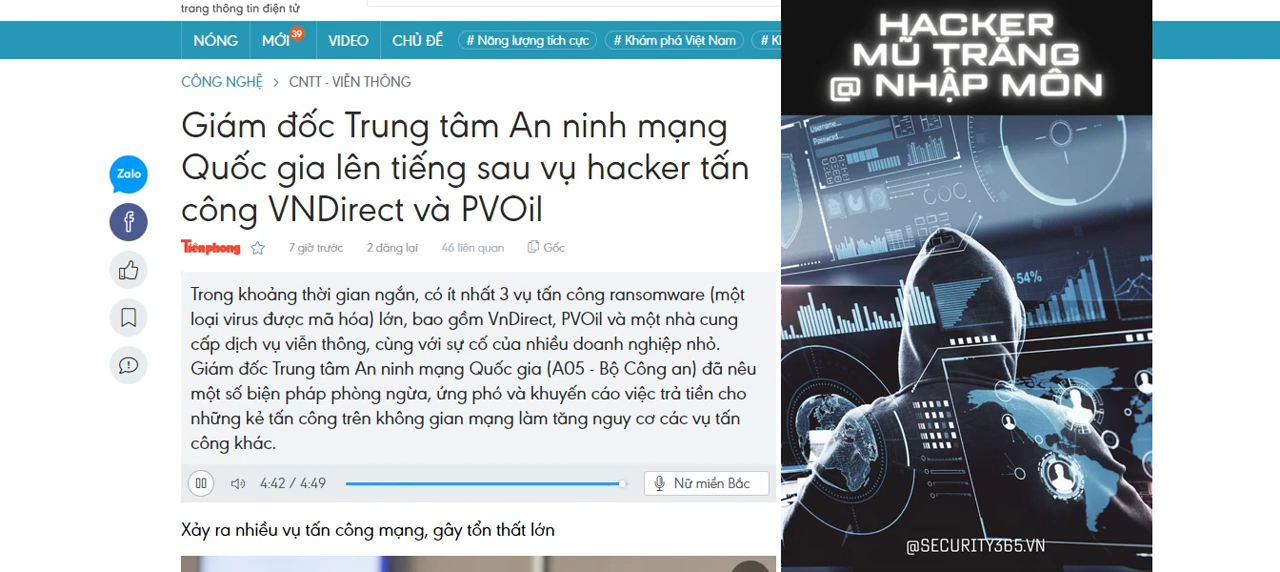 trang thông tin điện tử
NÓNG MỚI 39 VIDEO CHỦ ĐỀ # Năng lượng tích cực # Khám phá Việt Nam
CÔNG NGHỆ > CNTT - VIỄN THÔNG
Giám đốc Trung tâm An ninh mạng
Quốc gia lên tiếng sau vụ hacker tấn
công VNDirect và PVOil
Zalo
Tiênphong 7 giờ trước 2 đăng lại 46 liên quan Gốc
Trong khoảng thời gian ngắn, có ít nhất 3 vụ tấn công ransomware (một
loại virus được mã hóa) lớn, bao gồm VnDirect, PVOil và một nhà cung
cấp dịch vụ viễn thông, cùng với sự cố của nhiều doanh nghiệp nhỏ.
Giám đốc Trung tâm An ninh mạng Quốc gia (A05 - Bộ Công an) đã nêu
một số biện pháp phòng ngừa, ứng phó và khuyến cáo việc trả tiền cho
những kẻ tấn công trên không gian mạng làm tăng nguy cơ các vụ tấn
công khác.
4:42 / 4:49 Nữ miền Bắc
Xảy ra nhiều vụ tấn công mạng, gây tổn thất lớn
HACKER
MŨ TRẮNG
@ NHẬP MÔN
Username...
Password...
54%
@SECURITY365.VN